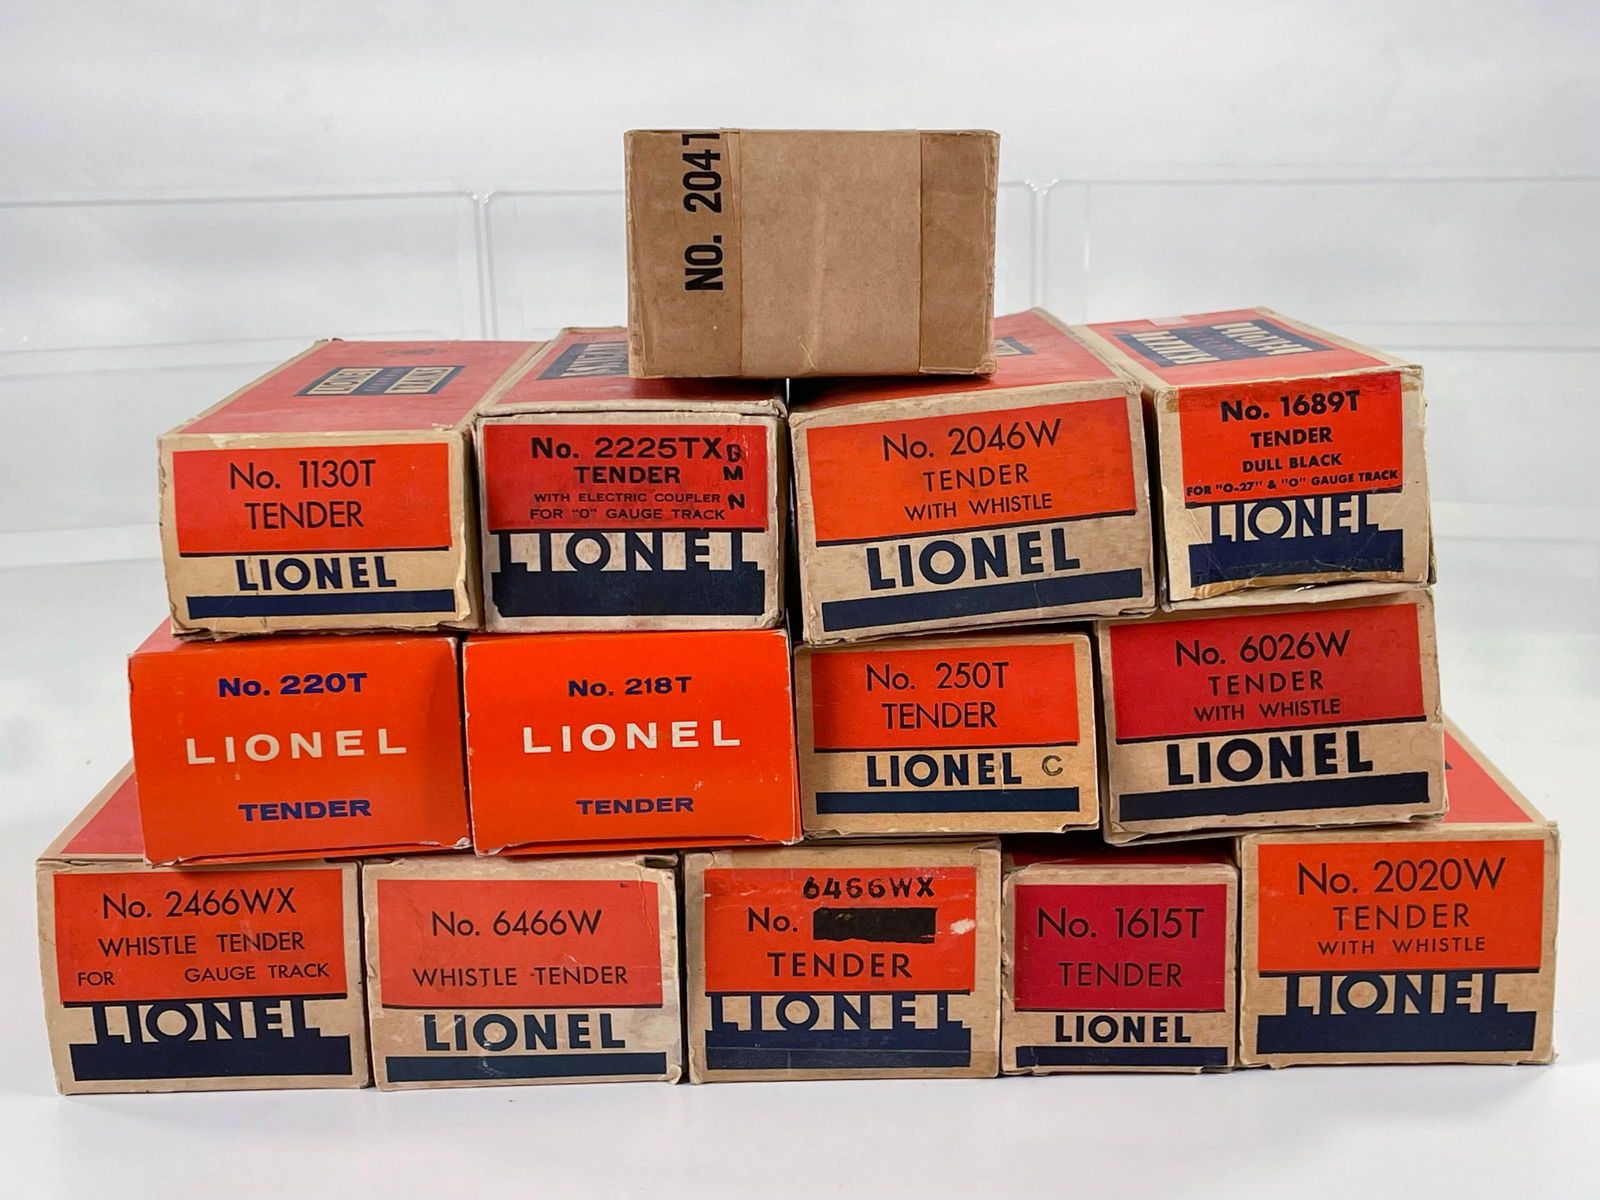 NO. 2041
No. 1130T
TENDER
LIONEL
No. 2225TX
TENDER
WITH ELECTRIC COUPLER
FOR "O" GAUGE TRACK
G M Z
LIONEL
No. 2046W
TENDER
WITH WHISTLE
LIONEL
No. 1689T
TENDER
DULL BLACK
FOR "O-27" & "O" GAUGE TRACK
LIONEL
No. 220T
LIONEL
TENDER
No. 218T
LIONEL
TENDER
No. 250T
TENDER
LIONEL C
No. 6026W
TENDER
WITH WHISTLE
LIONEL
No. 2466WX
WHISTLE TENDER
FOR GAUGE TRACK
LIONEL
No. 6466W
WHISTLE TENDER
LIONEL
6466WX
No.
TENDER
LIONEL
No. 1615T
TENDER
LIONEL
No. 2020W
TENDER
WITH WHISTLE
LIONEL